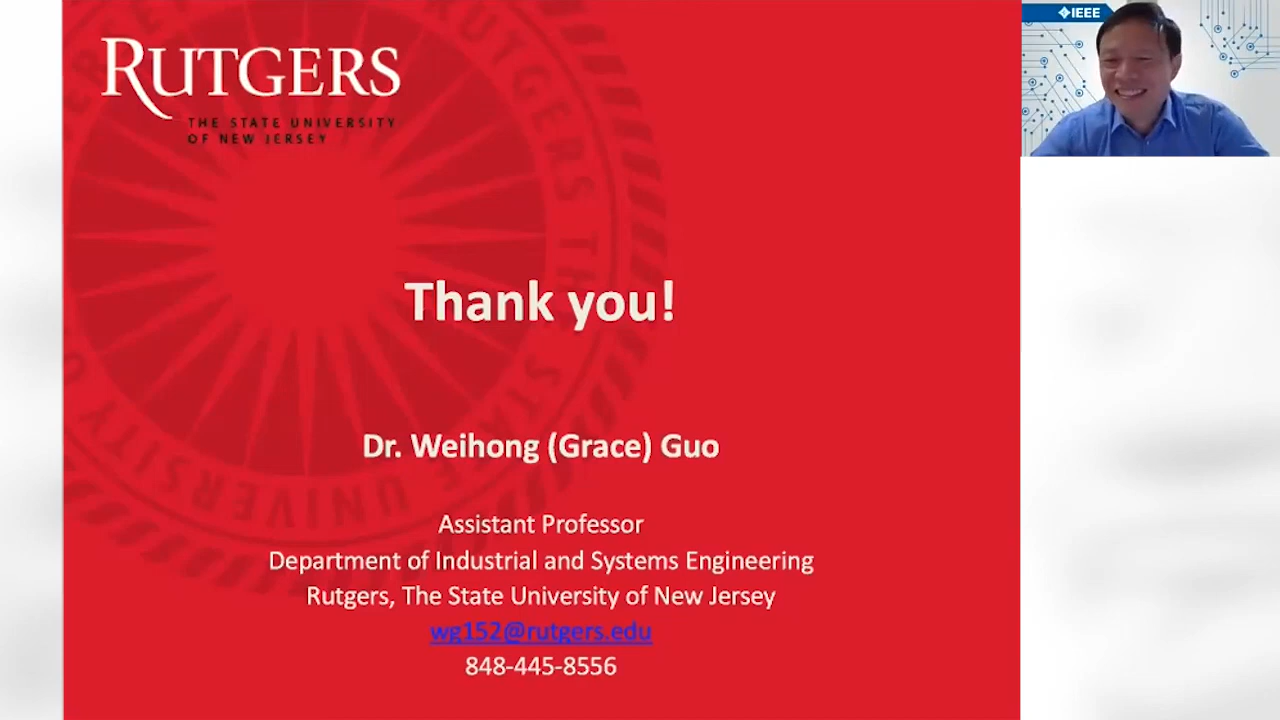 RUTGERS
THE STATE UNIVERSITY
OF NEW JERSEY
IEEE
Thank you!
Dr. Weihong (Grace) Guo
Assistant Professor
Department of Industrial and Systems Engineering
Rutgers, The State University of New Jersey
wg152@rutgers.edu
848-445-8556